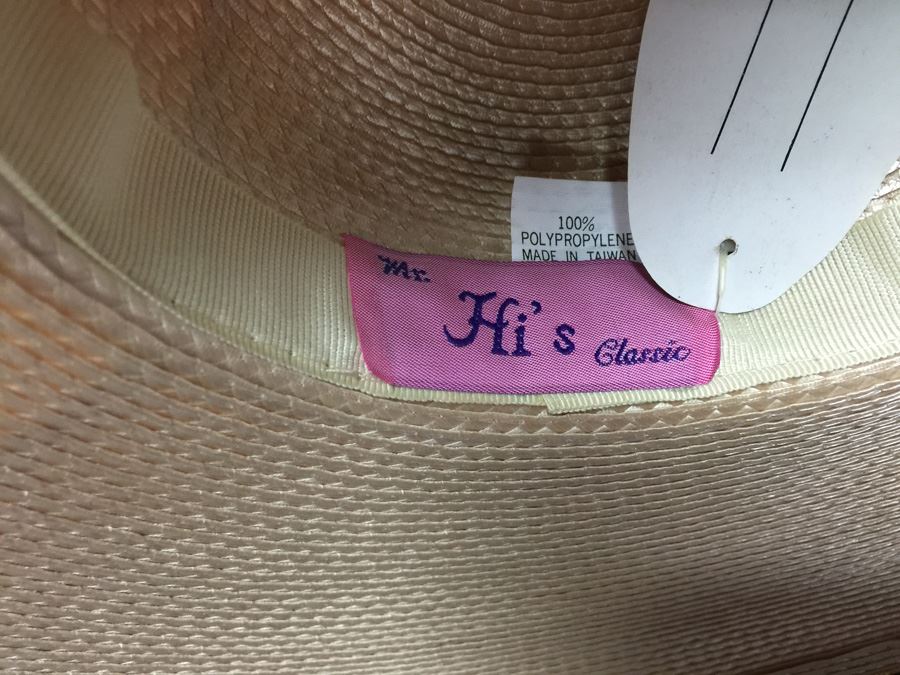 100%
POLYPROPYLENE
MADE IN TAIWAN
Mr.
Hi's
Classic